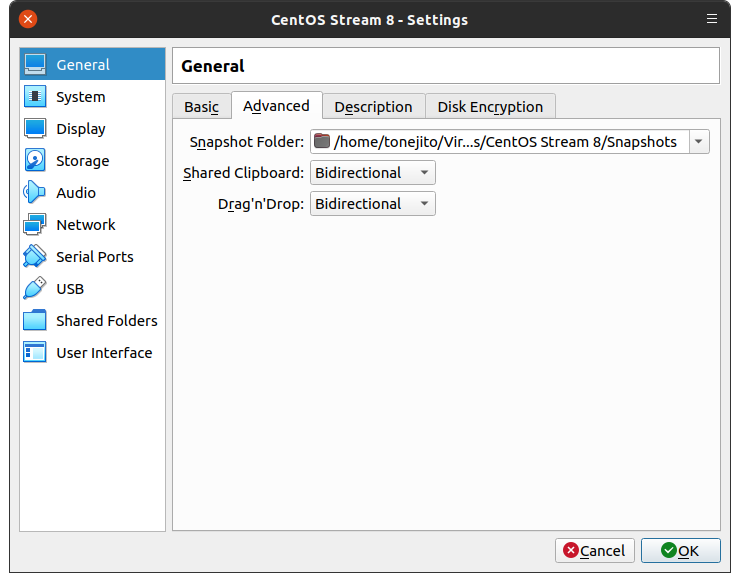 CentOS Stream 8 - Settings
General
System
Display
Storage
Audio
Network
Serial Ports
USB
Shared Folders
User Interface
General
Basic Advanced Description Disk Encryption
Snapshot Folder: /home/tonejito/Vir...s/CentOS Stream 8/Snapshots
Shared Clipboard: Bidirectional
Drag'n'Drop: Bidirectional
Cancel OK